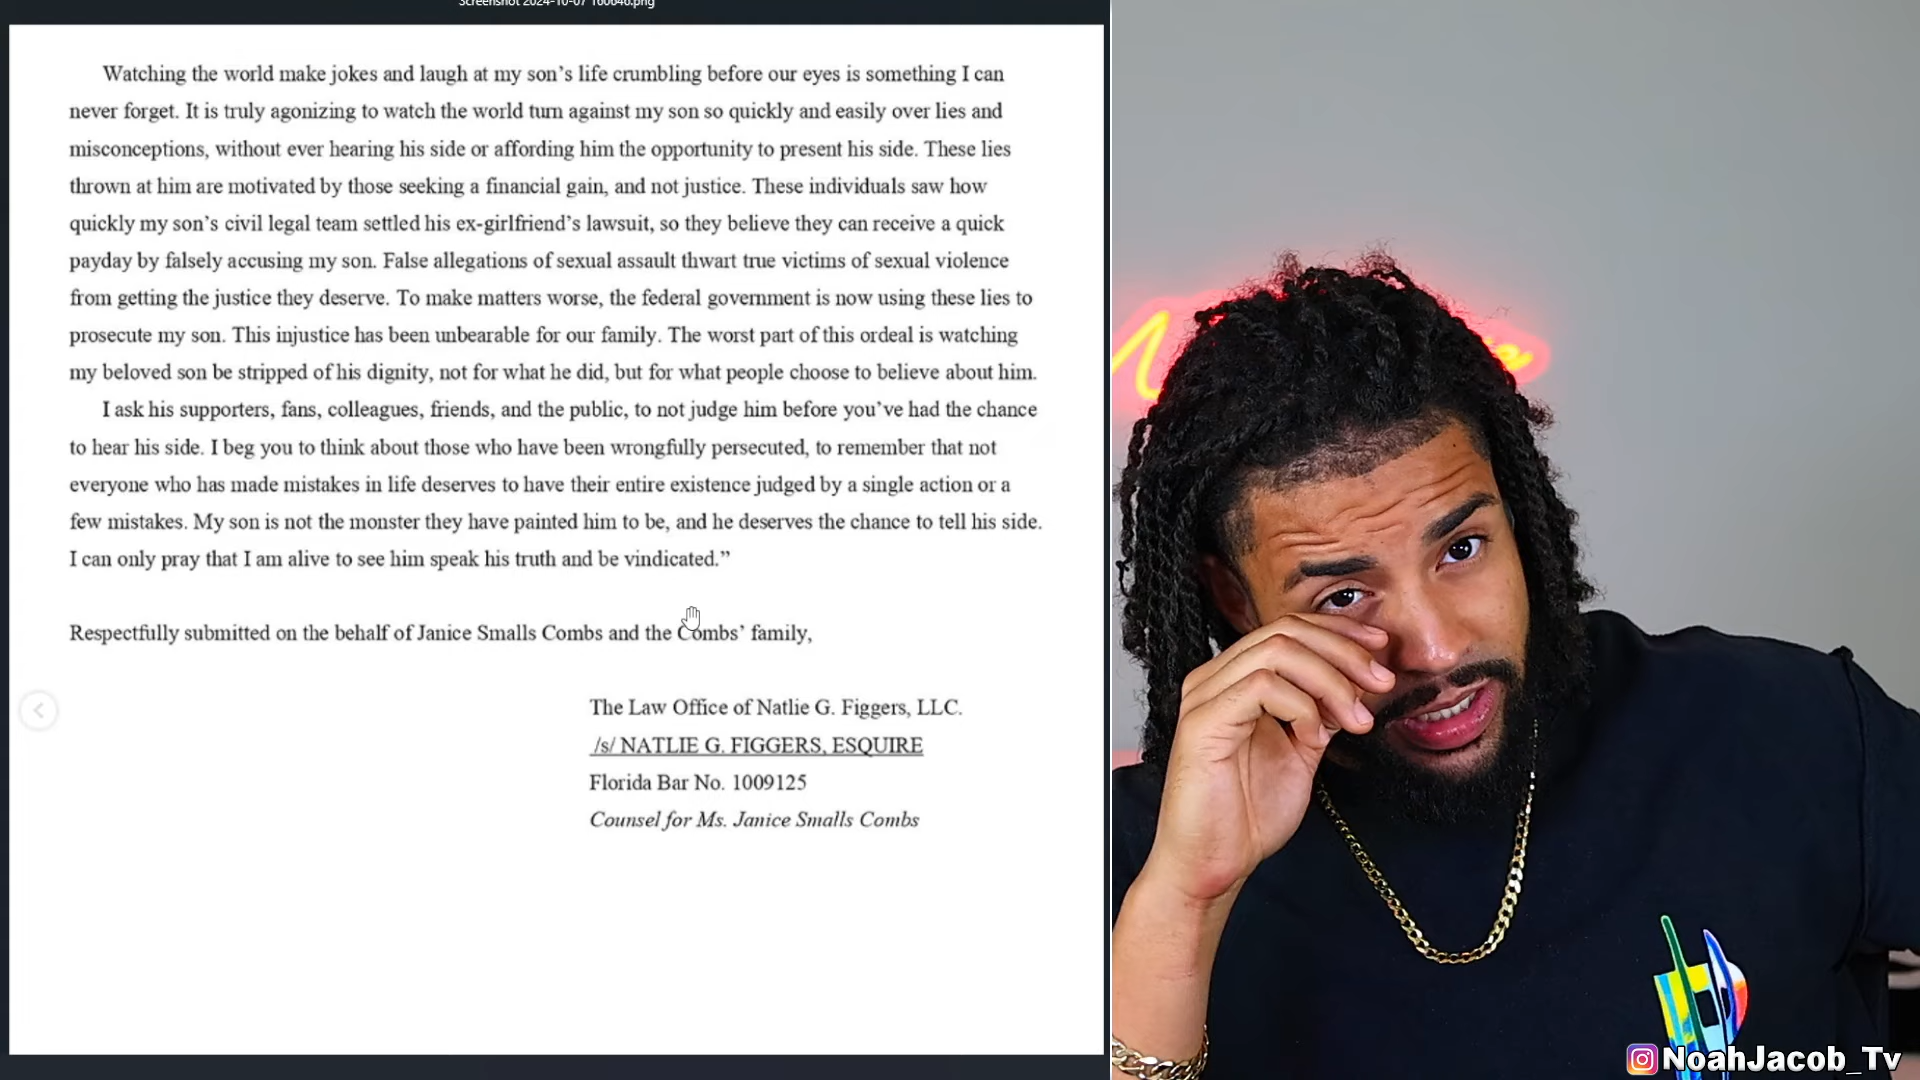 Screenshot 2024-10-07 160646.png
Watching the world make jokes and laugh at my son’s life crumbling before our eyes is something I can
never forget. It is truly agonizing to watch the world turn against my son so quickly and easily over lies and
misconceptions, without ever hearing his side or affording him the opportunity to present his side. These lies
thrown at him are motivated by those seeking a financial gain, and not justice. These individuals saw how
quickly my son’s civil legal team settled his ex-girlfriend’s lawsuit, so they believe they can receive a quick
payday by falsely accusing my son. False allegations of sexual assault thwart true victims of sexual violence
from getting the justice they deserve. To make matters worse, the federal government is now using these lies to
prosecute my son. This injustice has been unbearable for our family. The worst part of this ordeal is watching
my beloved son be stripped of his dignity, not for what he did, but for what people choose to believe about him.
I ask his supporters, fans, colleagues, friends, and the public, to not judge him before you’ve had the chance
to hear his side. I beg you to think about those who have been wrongfully persecuted, to remember that not
everyone who has made mistakes in life deserves to have their entire existence judged by a single action or a
few mistakes. My son is not the monster they have painted him to be, and he deserves the chance to tell his side.
I can only pray that I am alive to see him speak his truth and be vindicated.”
Respectfully submitted on the behalf of Janice Smalls Combs and the Combs’ family,
The Law Office of Natlie G. Figgers, LLC.
/s/ NATLIE G. FIGGERS, ESQUIRE
Florida Bar No. 1009125
Counsel for Ms. Janice Smalls Combs
NoahJacob_Tv